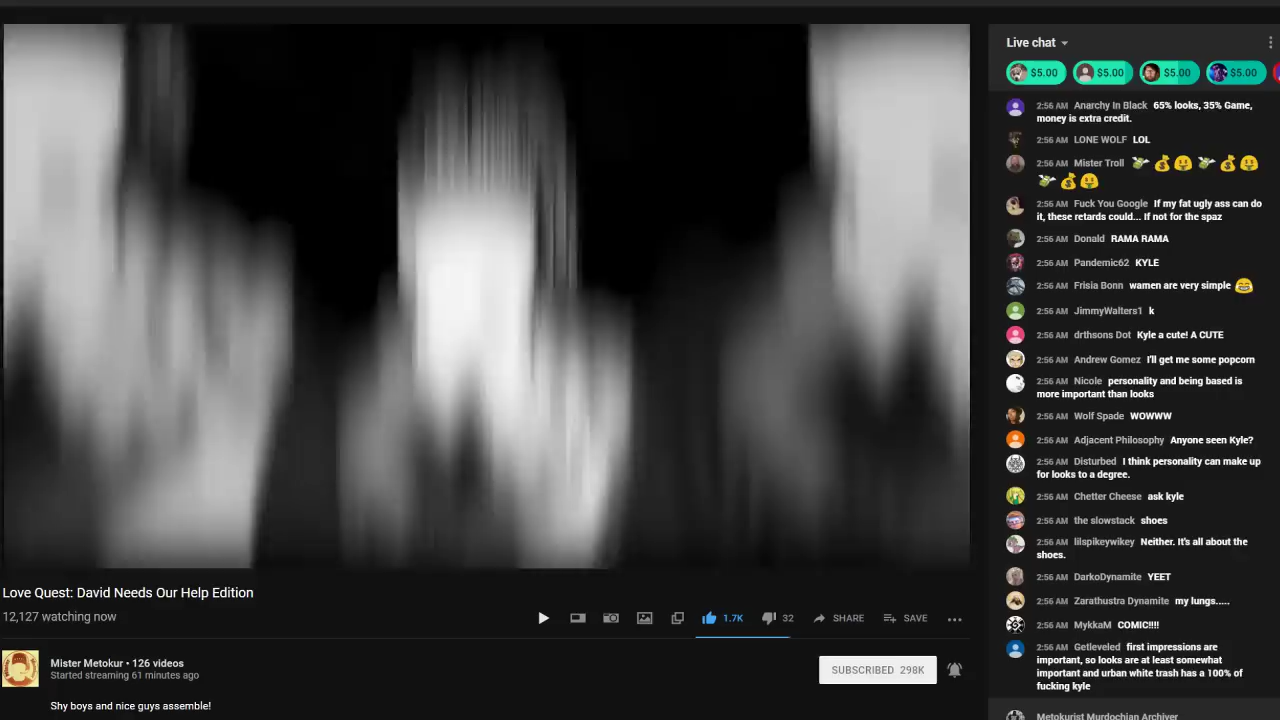 Live chat
$5.00 $5.00 $5.00 $5.00
2:56 AM Anarchy In Black 65% looks, 35% Game,
money is extra credit.
2:56 AM LONE WOLF LOL
2:56 AM Mister Troll
2:56 AM Fuck You Google If my fat ugly ass can do
it, these retards could... If not for the spaz
2:56 AM Donald RAMA RAMA
2:56 AM Pandemic62 KYLE
2:56 AM Frisia Bonn wamen are very simple
2:56 AM JimmyWalters1 k
2:56 AM drthsons Dot Kyle a cute! A CUTE
2:56 AM Andrew Gomez I'll get me some popcorn
2:56 AM Nicole personality and being based is
more important than looks
2:56 AM Wolf Spade WOWWW
2:56 AM Adjacent Philosophy Anyone seen Kyle?
2:56 AM Disturbed I think personality can make up
for looks to a degree.
2:56 AM Chetter Cheese ask kyle
2:56 AM the slowstack shoes
2:56 AM lilspikeywikey Neither. It's all about the
shoes.
2:56 AM DarkoDynamite YEET
2:56 AM Zarathustra Dynamite my lungs.....
2:56 AM MykkaM COMIC!!!!
2:56 AM Getleveled first impressions are
important, so looks are at least somewhat
important and urban white trash has a 100% of
fucking kyle
Metokurist Murdochian Archiver
Love Quest: David Needs Our Help Edition
12,127 watching now
1.7K 32 SHARE SAVE
Mister Metokur • 126 videos
Started streaming 61 minutes ago
SUBSCRIBED 298K
Shy boys and nice guys assemble!